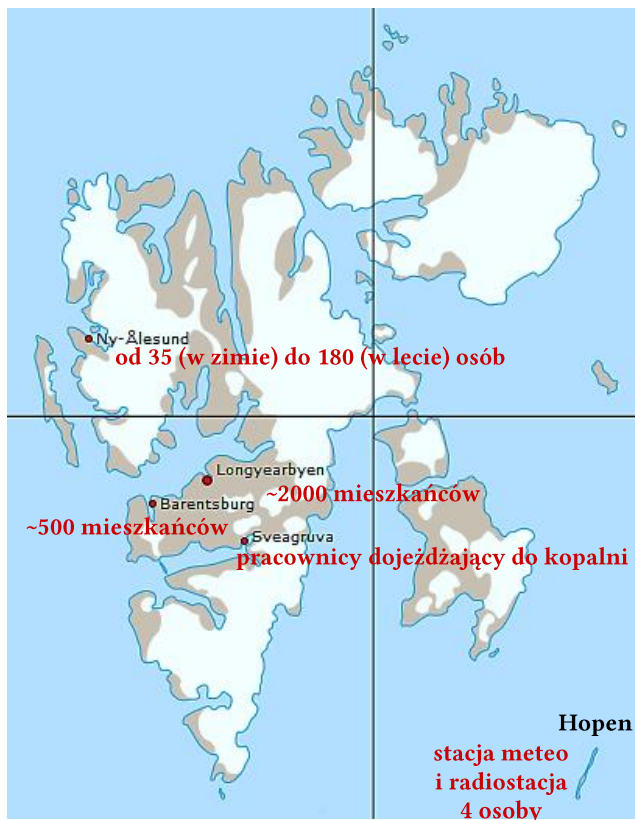 Ny-Ålesund
od 35 (w zimie) do 180 (w lecie) osób
Longyearbyen
~2000 mieszkańców
Barentsburg
~500 mieszkańców
Sveagruva
pracownicy dojeżdżający do kopalni
Hopen
stacja meteo
i radiostacja
4 osoby